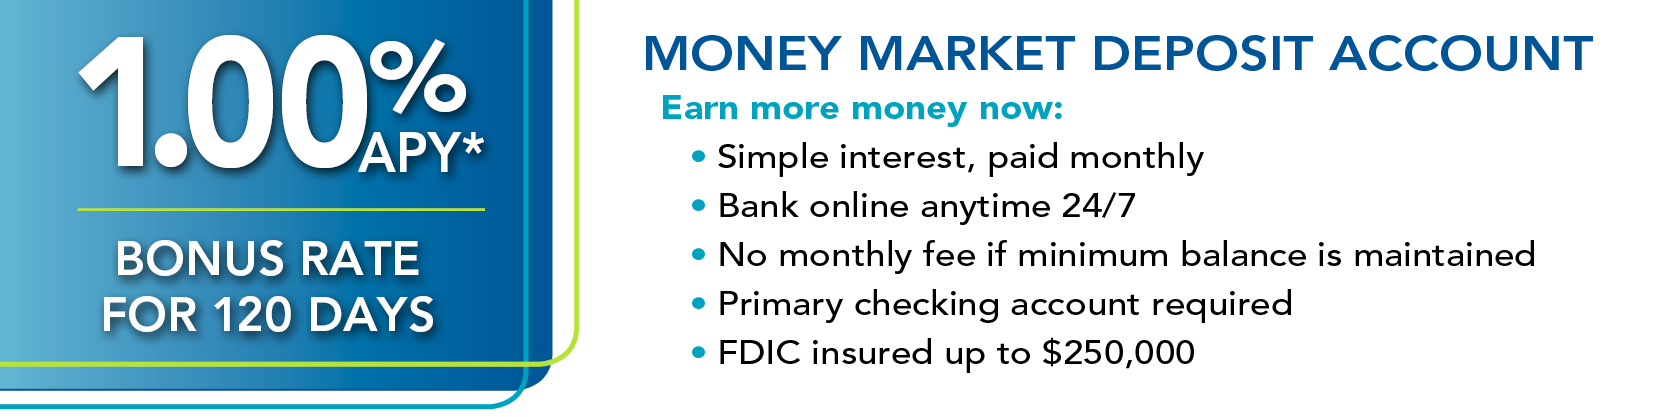 1.00% APY*
BONUS RATE
FOR 120 DAYS
MONEY MARKET DEPOSIT ACCOUNT
Earn more money now:
• Simple interest, paid monthly
• Bank online anytime 24/7
• No monthly fee if minimum balance is maintained
• Primary checking account required
• FDIC insured up to $250,000